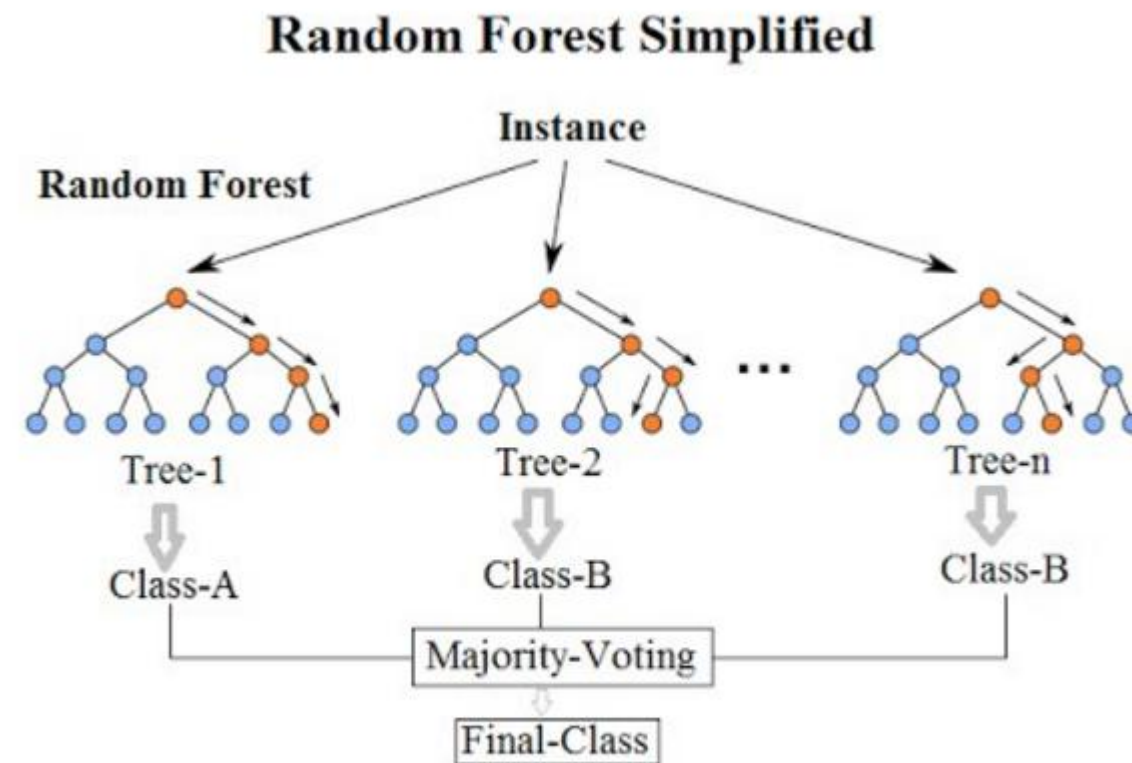 Random Forest Simplified
Instance
Random Forest
...
Tree-1
Tree-2
Tree-n
Class-A
Class-B
Class-B
Majority-Voting
Final-Class